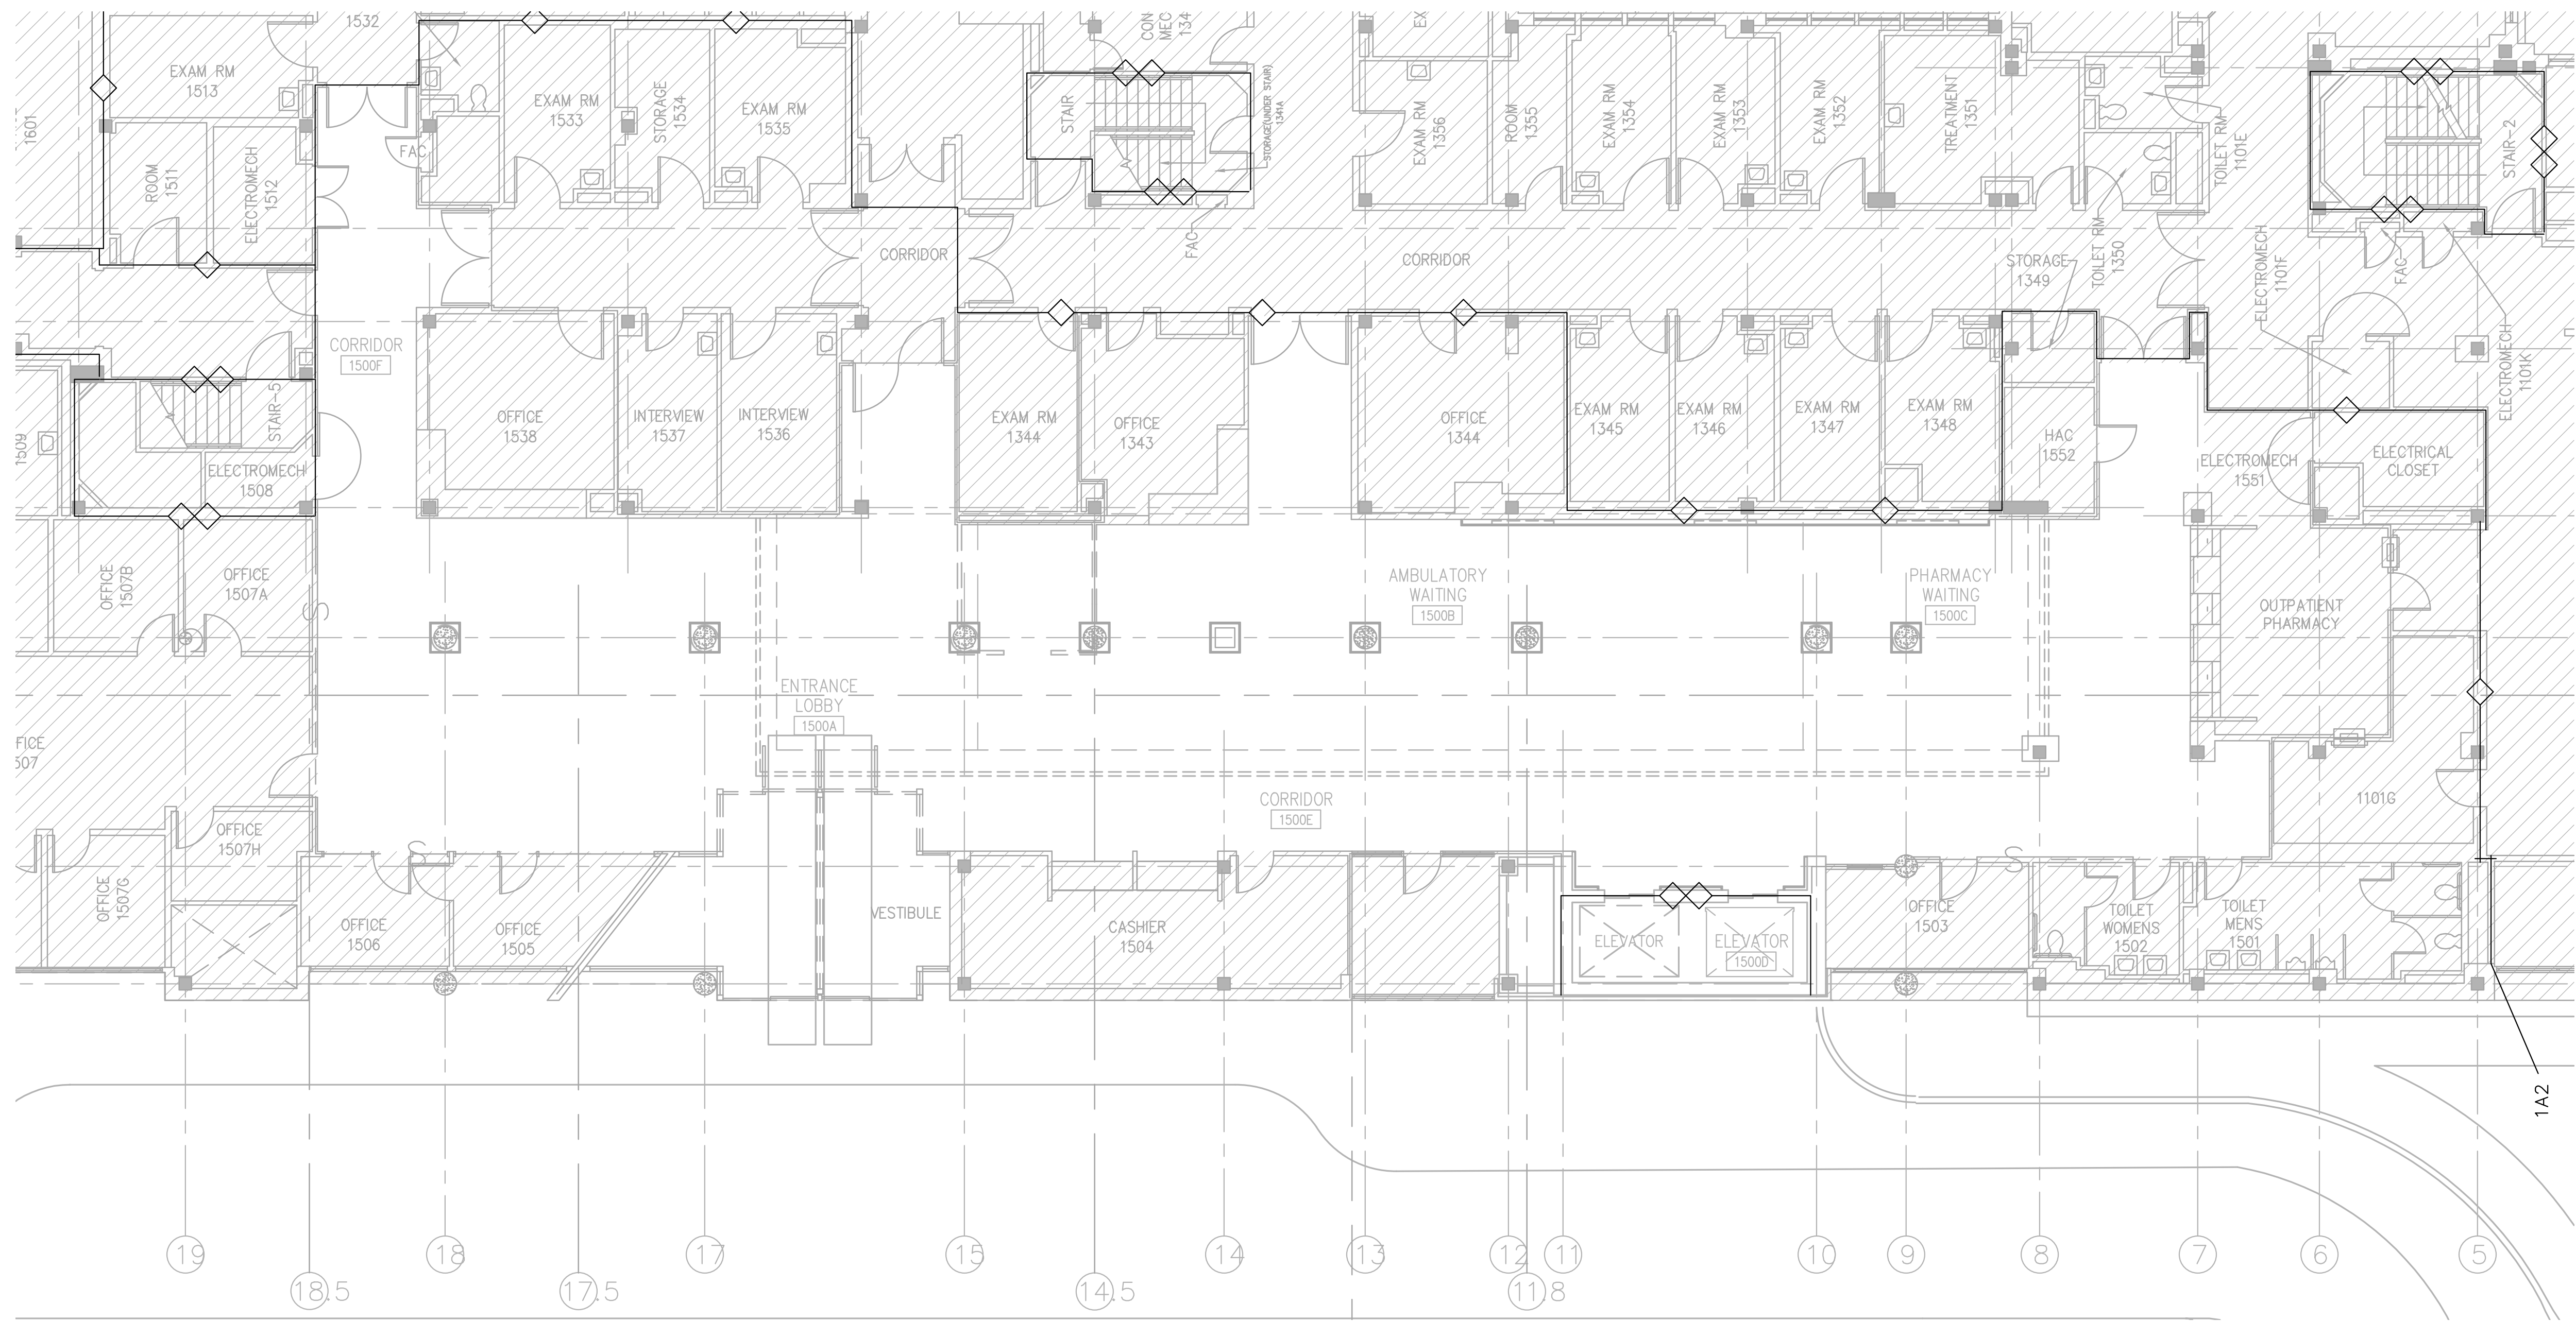 1532
EXAM RM
1513
1601
ROOM
1511
ELECTROMECH
1512
FAC
EXAM RM
1533
STORAGE
1534
EXAM RM
1535
STAIR
CON
MEC
134
STORAGE(UNDER STAIR)
1341A
EX
EXAM RM
1356
ROOM
1355
EXAM RM
1354
EXAM RM
1353
EXAM RM
1352
TREATMENT
1351
TOILET RM
1101E
STAIR-2
CORRIDOR
FAC
CORRIDOR
STORAGE
1349
TOILET RM
1350
ELECTROMECH
1101F
FAC
ELECTROMECH
1101K
CORRIDOR
1500F
STAIR-5
1509
ELECTROMECH
1508
OFFICE
1538
INTERVIEW
1537
INTERVIEW
1536
EXAM RM
1344
OFFICE
1343
OFFICE
1344
EXAM RM
1345
EXAM RM
1346
EXAM RM
1347
EXAM RM
1348
HAC
1552
ELECTROMECH
1551
ELECTRICAL
CLOSET
OFFICE
1507B
OFFICE
1507A
S
AMBULATORY
WAITING
1500B
PHARMACY
WAITING
1500C
OUTPATIENT
PHARMACY
ENTRANCE
LOBBY
1500A
FICE
507
CORRIDOR
1500E
1101G
OFFICE
1507H
OFFICE
1507G
S
OFFICE
1506
OFFICE
1505
VESTIBULE
CASHIER
1504
ELEVATOR
ELEVATOR
1500D
OFFICE
1503
S
TOILET
WOMENS
1502
TOILET
MENS
1501
1A2
19
18
17
15
14
13
12
11
10
9
8
7
6
5
18.5
17.5
14.5
11.8